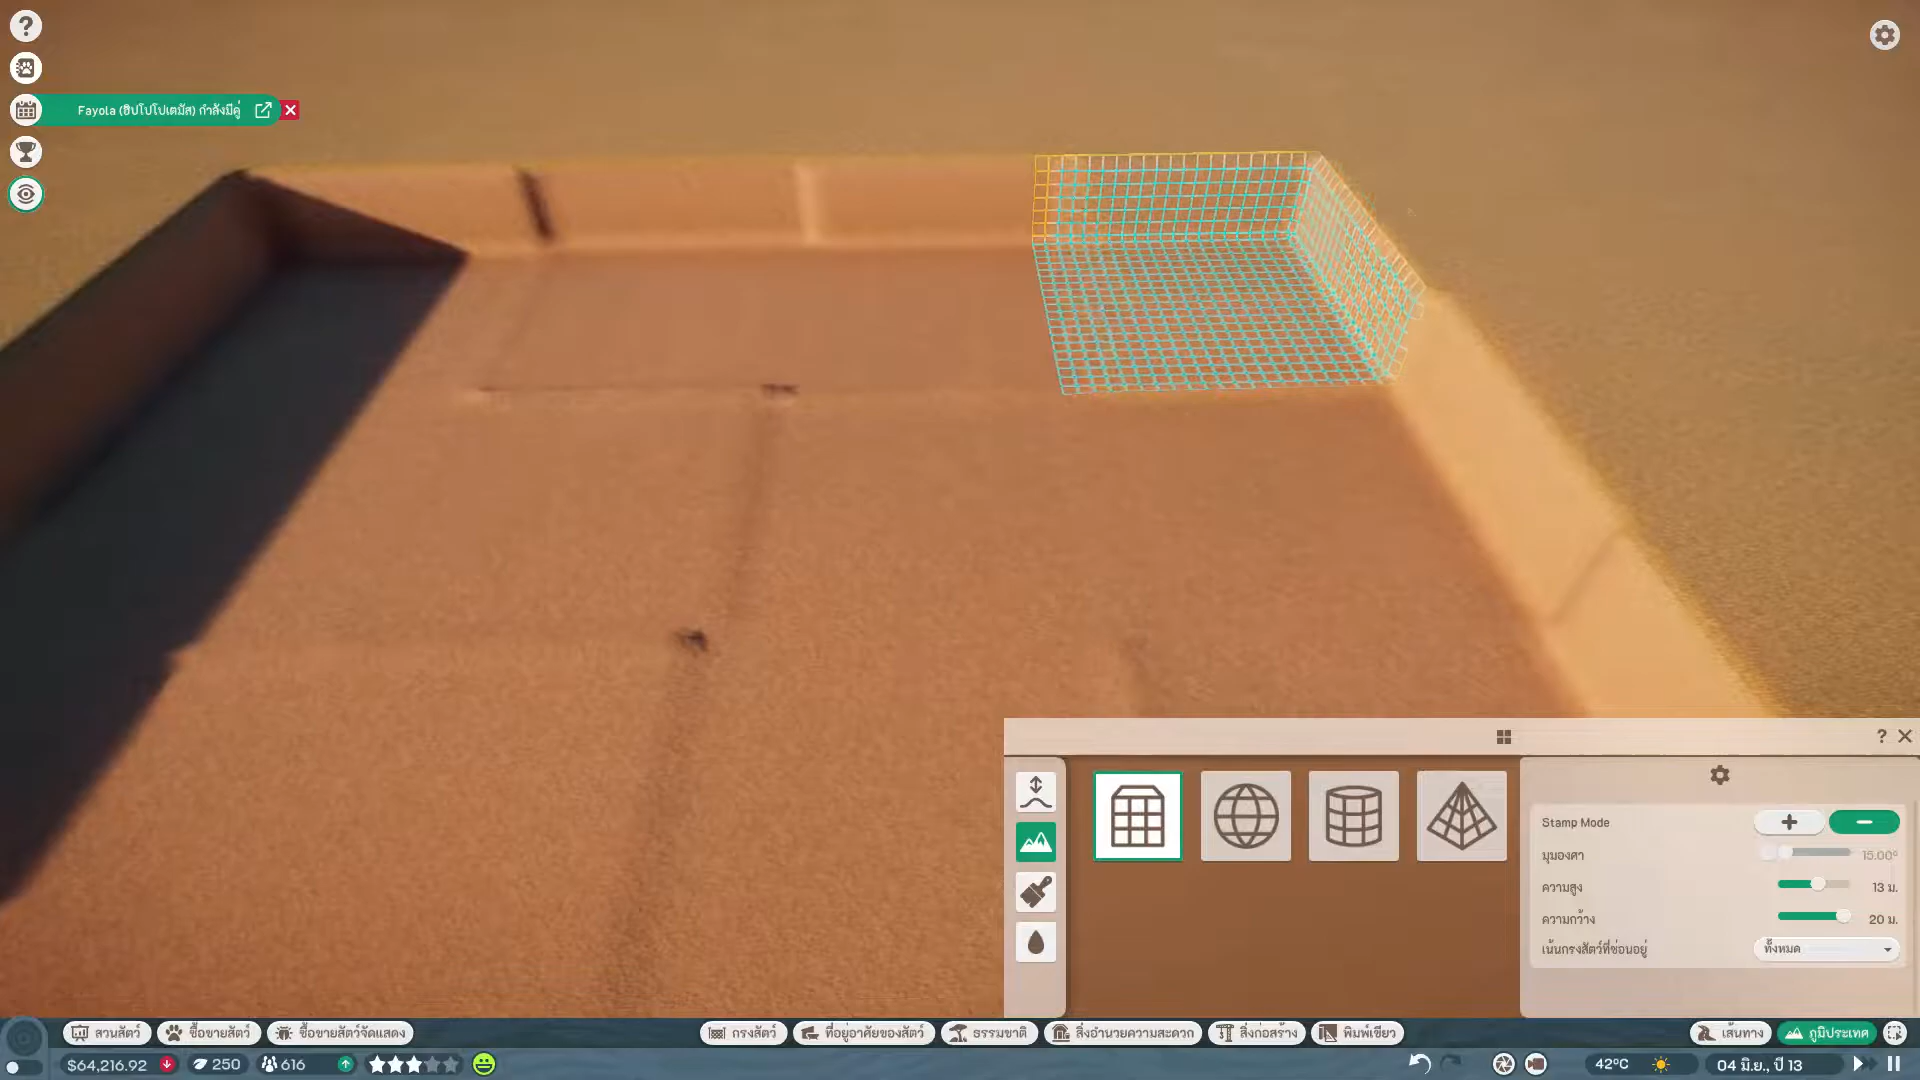 ?
Fayola (ฮิปโปโปเตมัส) กำลังมีคู่
?
Stamp Mode
มุมองศา
15.00°
ความสูง
13 ม.
ความกว้าง
20 ม.
เน้นกรงสัตว์ที่ซ่อนอยู่
ทั้งหมด
สวนสัตว์
ซื้อขายสัตว์
ซื้อขายสัตว์จัดแสดง
กรงสัตว์
ที่อยู่อาศัยของสัตว์
ธรรมชาติ
สิ่งอำนวยความสะดวก
สิ่งก่อสร้าง
พิมพ์เขียว
เส้นทาง
ภูมิประเทศ
$64,216.92
250
616
42°C
04 มิ.ย., ปี 13